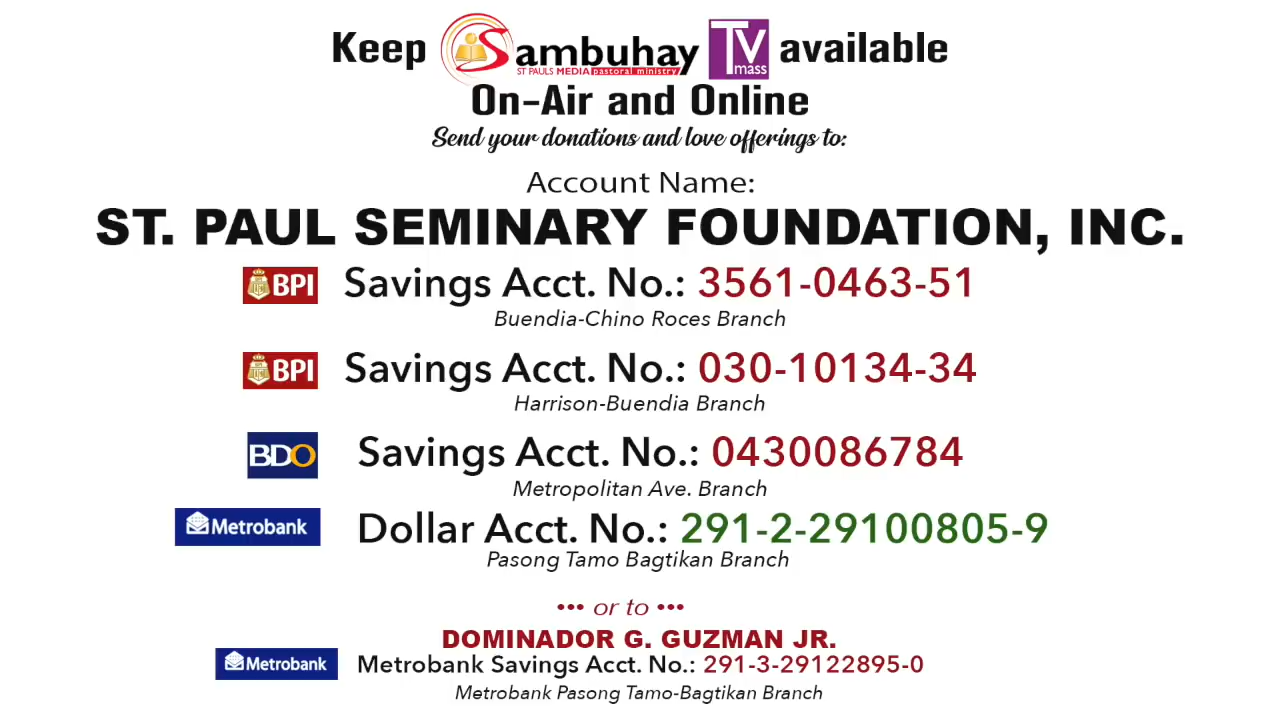 Keep Sambuhay TV mass available
ST PAULS MEDIA pastoral ministry
On-Air and Online
Send your donations and love offerings to:
Account Name:
ST. PAUL SEMINARY FOUNDATION, INC.
BPI Savings Acct. No.: 3561-0463-51
Buendia-Chino Roces Branch
BPI Savings Acct. No.: 030-10134-34
Harrison-Buendia Branch
BDO Savings Acct. No.: 0430086784
Metropolitan Ave. Branch
Metrobank Dollar Acct. No.: 291-2-29100805-9
Pasong Tamo Bagtikan Branch
••• or to •••
DOMINADOR G. GUZMAN JR.
Metrobank Metrobank Savings Acct. No.: 291-3-29122895-0
Metrobank Pasong Tamo-Bagtikan Branch